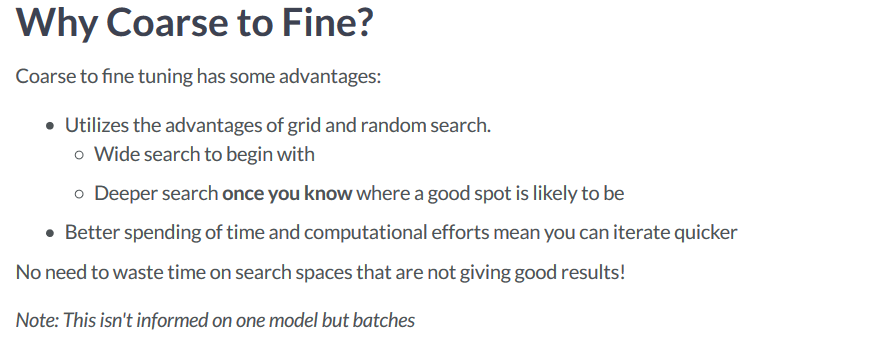 Why Coarse to Fine?
Coarse to fine tuning has some advantages:
• Utilizes the advantages of grid and random search.
○ Wide search to begin with
○ Deeper search once you know where a good spot is likely to be
• Better spending of time and computational efforts mean you can iterate quicker
No need to waste time on search spaces that are not giving good results!
Note: This isn't informed on one model but batches